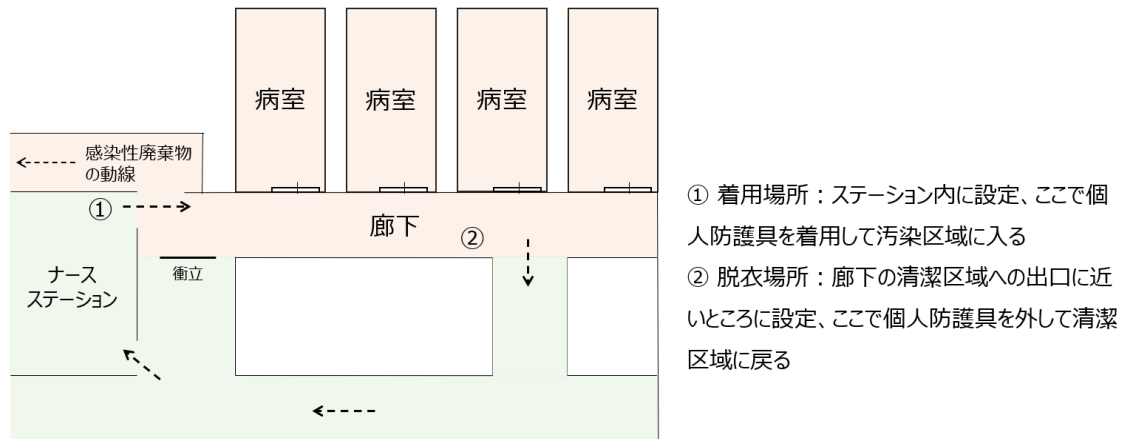 病室
病室
病室
病室
感染性廃棄物
の動線
①
廊下
②
衝立
ナース
ステーション
① 着用場所：ステーション内に設定、ここで個
人防護具を着用して汚染区域に入る
② 脱衣場所：廊下の清潔区域への出口に近
いところに設定、ここで個人防護具を外して清潔
区域に戻る